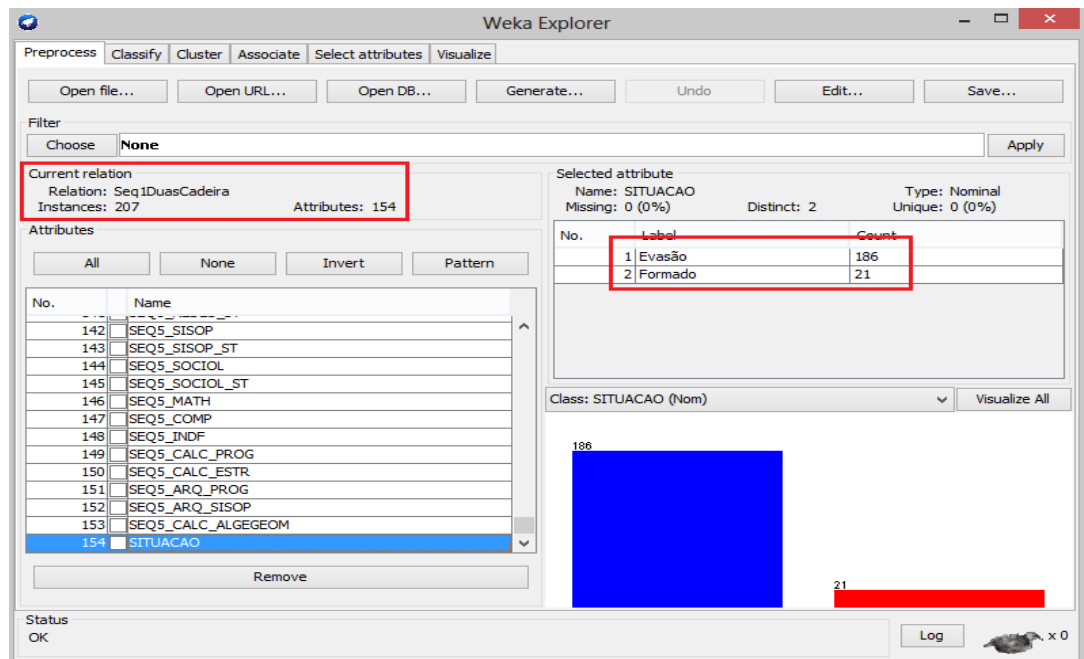 Weka Explorer
Preprocess Classify Cluster Associate Select attributes Visualize
Open file... Open URL... Open DB... Generate... Undo Edit... Save...
Filter
Choose None Apply
Current relation
Relation: Seq1DuasCadeira
Instances: 207 Attributes: 154
Attributes
All None Invert Pattern
No. Name
142 SEQ5_SISOP
143 SEQ5_SISOP_ST
144 SEQ5_SOCIOL
145 SEQ5_SOCIOL_ST
146 SEQ5_MATH
147 SEQ5_COMP
148 SEQ5_INDF
149 SEQ5_CALC_PROG
150 SEQ5_CALC_ESTR
151 SEQ5_ARQ_PROG
152 SEQ5_ARQ_SISOP
153 SEQ5_CALC_ALGEGEOM
154 SITUACAO
Remove
Selected attribute
Name: SITUACAO Type: Nominal
Missing: 0 (0%) Distinct: 2 Unique: 0 (0%)
No. Label Count
1 Evasão 186
2 Formado 21
Class: SITUACAO (Nom) Visualize All
186
21
Status
OK
Log x 0